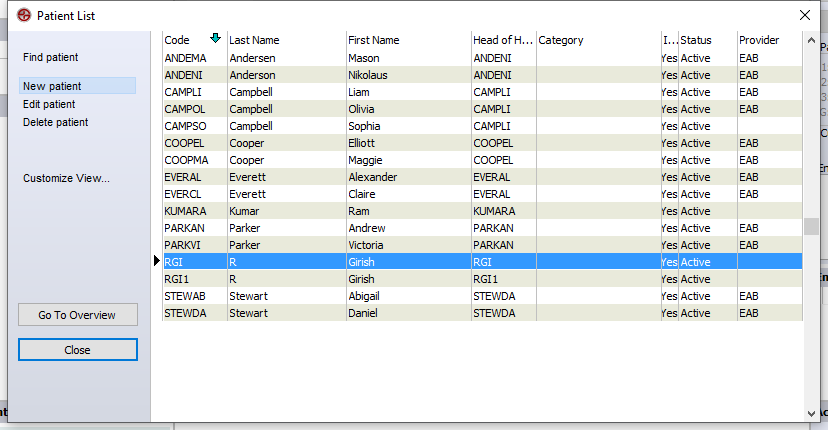 Patient List
Find patient
New patient
Edit patient
Delete patient
Customize View...
Go To Overview
Close
Code Last Name First Name Head of H... Category I... Status Provider
ANDEMA Andersen Mason ANDENI Yes Active EAB
ANDENI Anderson Nikolaus ANDENI Yes Active EAB
CAMPLI Campbell Liam CAMPLI Yes Active EAB
CAMPOL Campbell Olivia CAMPLI Yes Active EAB
CAMPSO Campbell Sophia CAMPLI Yes Active
COOPEL Cooper Elliott COOPEL Yes Active EAB
COOPMA Cooper Maggie COOPEL Yes Active EAB
EVERAL Everett Alexander EVERAL Yes Active EAB
EVERCL Everett Claire EVERAL Yes Active EAB
KUMARA Kumar Ram KUMARA Yes Active
PARKAN Parker Andrew PARKAN Yes Active EAB
PARKVI Parker Victoria PARKAN Yes Active EAB
RGI R Girish RGI Yes Active
RGI1 R Girish RGI1 Yes Active
STEWAB Stewart Abigail STEWDA Yes Active EAB
STEWDA Stewart Daniel STEWDA Yes Active EAB